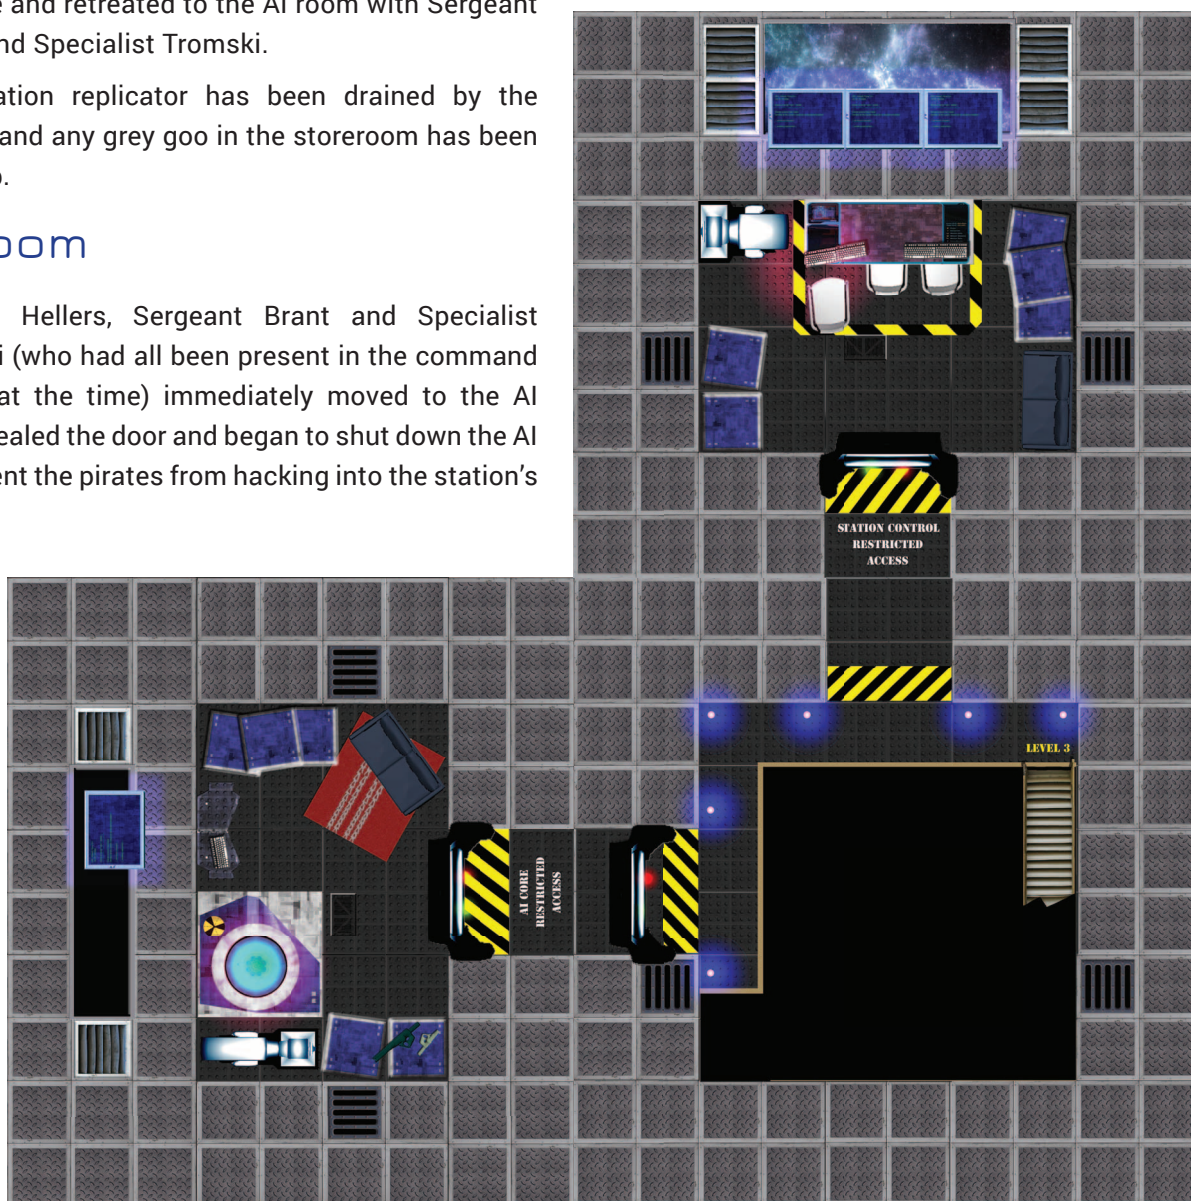 e and retreated to the AI room with Sergeant
nd Specialist Tromski.
ation replicator has been drained by the
and any grey goo in the storeroom has been
oom
Hellers, Sergeant Brant and Specialist
i (who had all been present in the command
at the time) immediately moved to the AI
ealed the door and began to shut down the AI
ent the pirates from hacking into the station's
STATION CONTROL
RESTRICTED
ACCESS
LEVEL 3
AI CORE
RESTRICTED
ACCESS